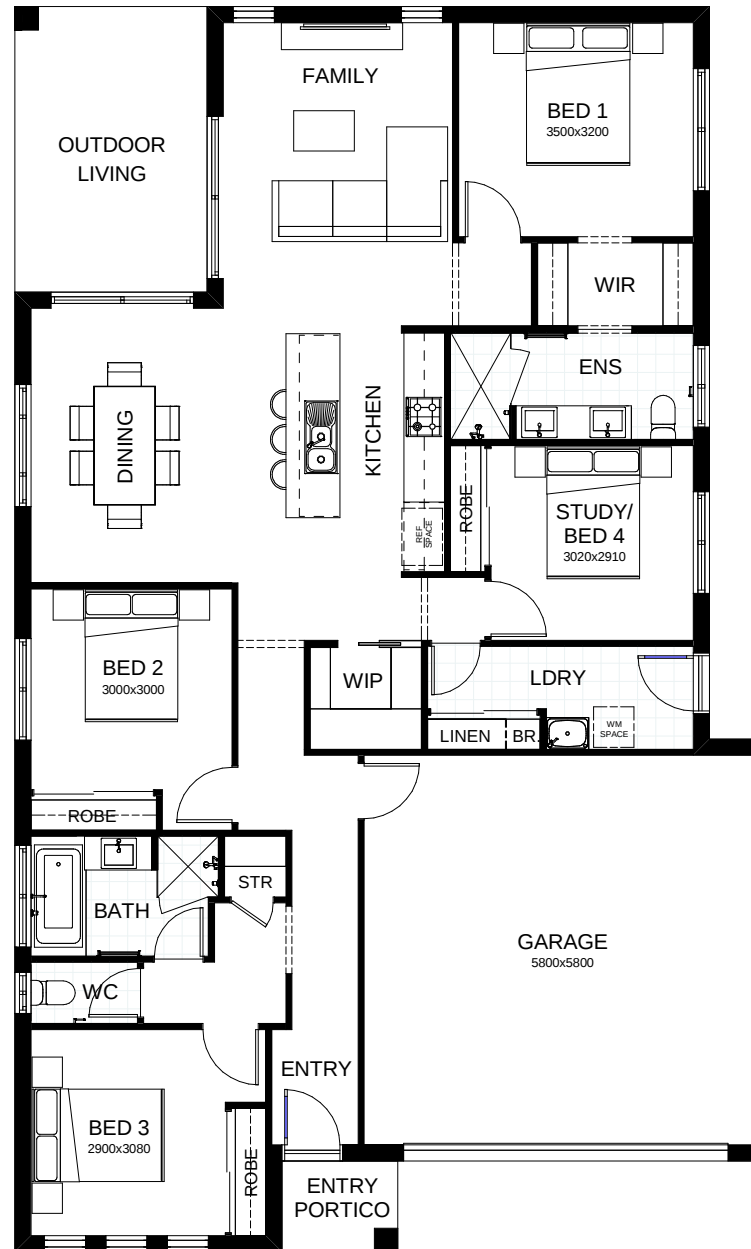 FAMILY
BED 1
3500x3200
OUTDOOR
LIVING
WIR
ENS
DINING
KITCHEN
REF
SPACE
ROBE
STUDY/
BED 4
3020x2910
BED 2
3000x3000
WIP
LDRY
LINEN
BR.
WM
SPACE
ROBE
STR
BATH
GARAGE
5800x5800
WC
ENTRY
BED 3
2900x3080
ROBE
ENTRY
PORTICO